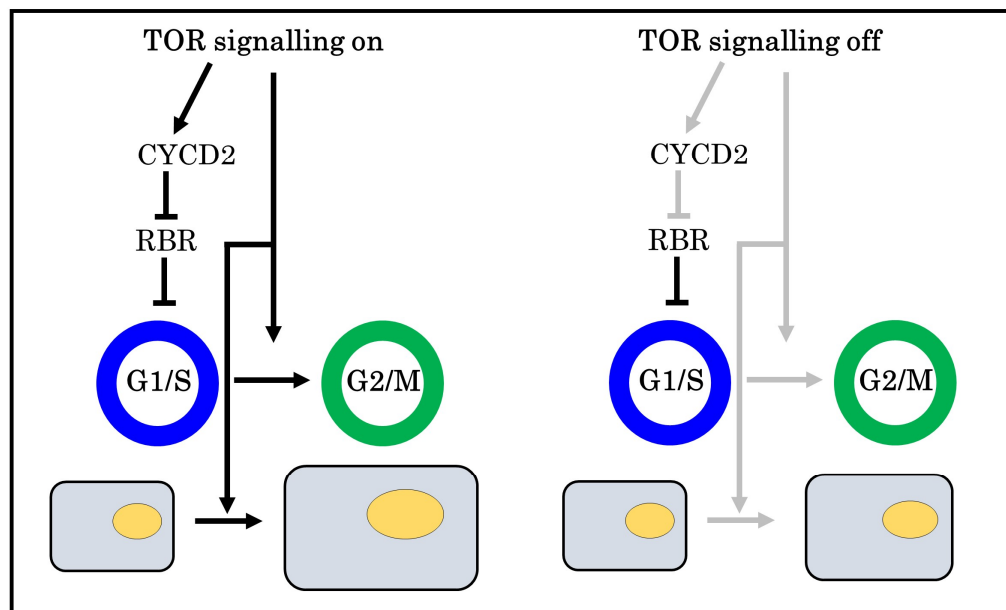 TOR signalling on
CYCD2
RBR
G1/S
G2/M
TOR signalling off
CYCD2
RBR
G1/S
G2/M